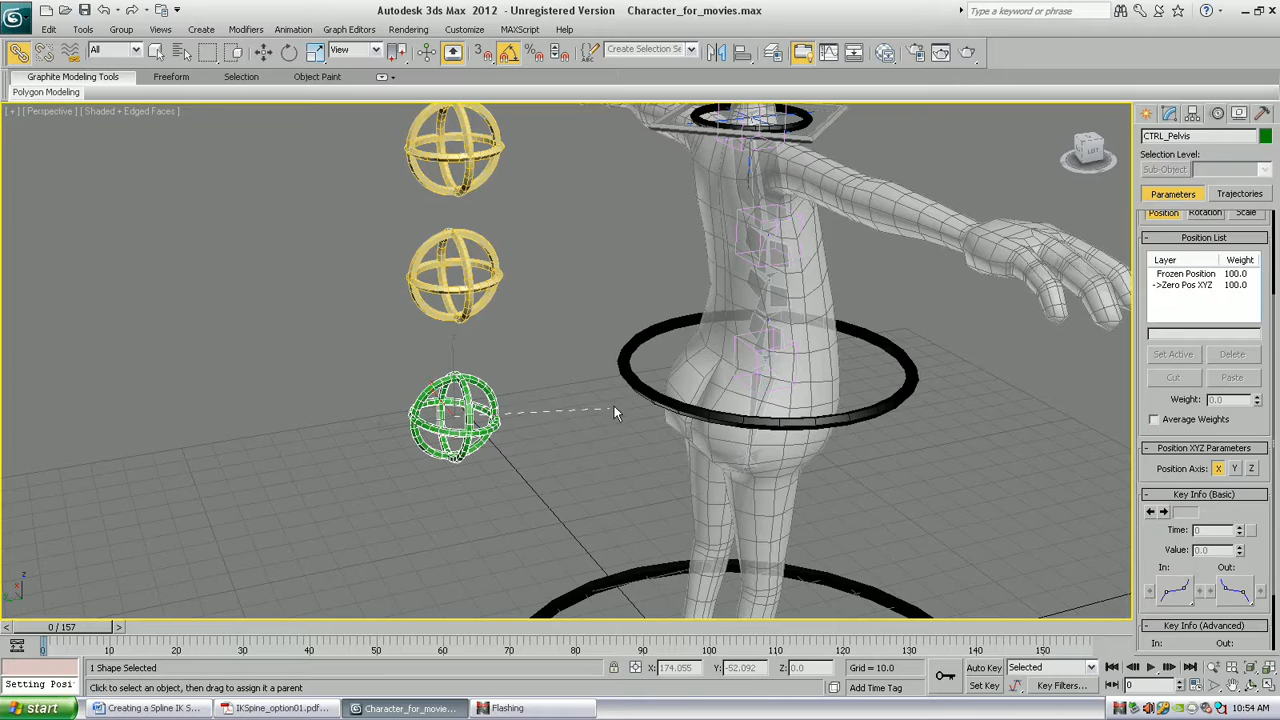 Autodesk 3ds Max 2012 - Unregistered Version Character_for_movies.max
Type a keyword or phrase
Edit Tools Group Views Create Modifiers Animation Graph Editors Rendering Customize MAXScript Help
All View 3 Create Selection Se
Graphite Modeling Tools Freeform Selection Object Paint
Polygon Modeling
[ + ] [ Perspective ] [ Shaded + Edged Faces ]
CTRL_Pelvis
Selection Level:
Sub-Object
Parameters Trajectories
Position Rotation Scale
- Position List
Layer Weight
Frozen Position 100.0
->Zero Pos XYZ 100.0
Set Active Delete
Cut Paste
Weight: 0.0
Average Weights
- Position XYZ Parameters
Position Axis: X Y Z
- Key Info (Basic)
Time: 0
Value: 0.0
In: Out:
- Key Info (Advanced)
In: Out:
z
x
y
0 / 157
0 10 20 30 40 50 60 70 80 90 100 110 120 130 140 150
1 Shape Selected X: 174.055 Y: -52.092 Z: 0.0 Grid = 10.0 Auto Key Selected
Setting Posi Click to select an object, then drag to assign it a parent Add Time Tag Set Key Key Filters... 0
start Creating a Spline IK S... IKSpine_option01.pdf... Character_for_movie... Flashing 10:54 AM